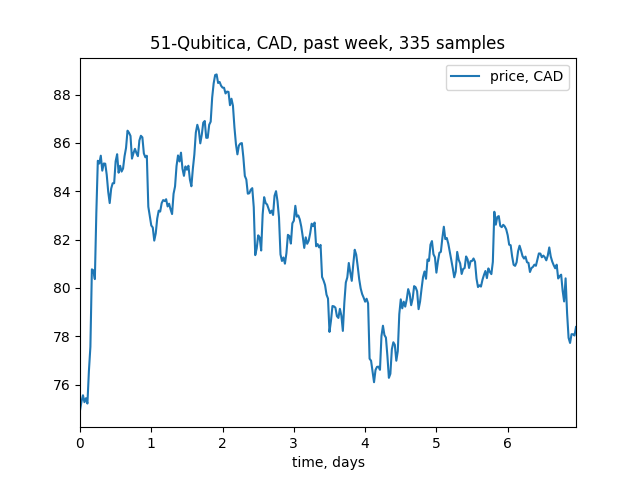 51-Qubitica, CAD, past week, 335 samples
price, CAD
88
86
84
82
80
78
76
0 1 2 3 4 5 6
time, days